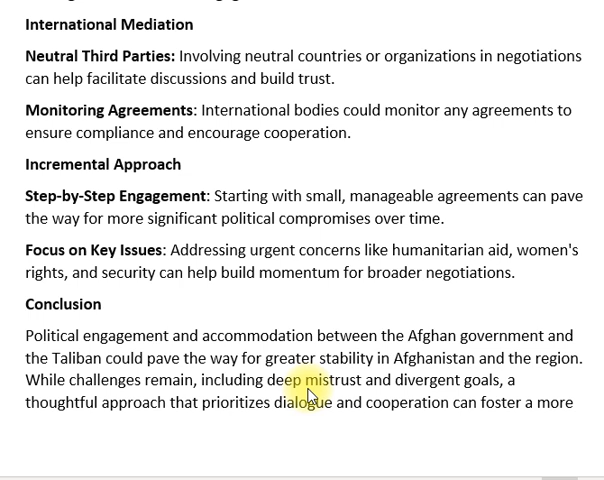 International Mediation
Neutral Third Parties: Involving neutral countries or organizations in negotiations
can help facilitate discussions and build trust.
Monitoring Agreements: International bodies could monitor any agreements to
ensure compliance and encourage cooperation.
Incremental Approach
Step-by-Step Engagement: Starting with small, manageable agreements can pave
the way for more significant political compromises over time.
Focus on Key Issues: Addressing urgent concerns like humanitarian aid, women's
rights, and security can help build momentum for broader negotiations.
Conclusion
Political engagement and accommodation between the Afghan government and
the Taliban could pave the way for greater stability in Afghanistan and the region.
While challenges remain, including deep mistrust and divergent goals, a
thoughtful approach that prioritizes dialogue and cooperation can foster a more